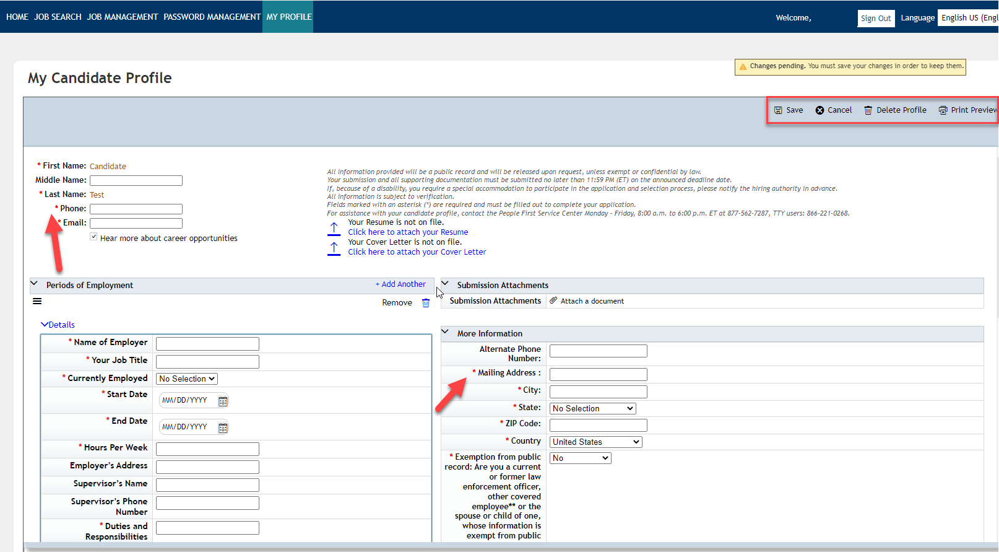 HOME JOB SEARCH JOB MANAGEMENT PASSWORD MANAGEMENT MY PROFILE Welcome, Sign Out Language English US (Engl
Changes pending. You must save your changes in order to keep them.
My Candidate Profile
Save Cancel Delete Profile Print Preview
* First Name: Candidate
Middle Name:
* Last Name: Test
* Phone:
* Email:
Hear more about career opportunities
All information provided will be a public record and will be released upon request, unless exempt or confidential by law.
Your submission and all supporting documentation must be submitted no later than 11:59 PM (ET) on the announced deadline date.
If, because of a disability, you require a special accommodation to participate in the application and selection process, please notify the hiring authority in advance.
All information is subject to verification.
Fields marked with an asterisk (*) are required and must be filled out to complete your application.
For assistance with your candidate profile, contact the People First Service Center Monday - Friday, 8:00 a.m. to 6:00 p.m. ET at 877-562-7287, TTY users: 866-221-0268.
Your Resume is not on file.
Click here to attach your Resume
Your Cover Letter is not on file.
Click here to attach your Cover Letter
Periods of Employment + Add Another
Remove
Details
* Name of Employer
* Your Job Title
* Currently Employed No Selection
* Start Date MM/DD/YYYY
* End Date MM/DD/YYYY
* Hours Per Week
Employer's Address
Supervisor's Name
Supervisor's Phone
Number
* Duties and
Responsibilities
Submission Attachments
Submission Attachments Attach a document
More Information
Alternate Phone
Number:
* Mailing Address :
* City:
* State: No Selection
* ZIP Code:
* Country United States
* Exemption from public No
record: Are you a current
or former law
enforcement officer,
other covered
employee** or the
spouse or child of one,
whose information is
exempt from public